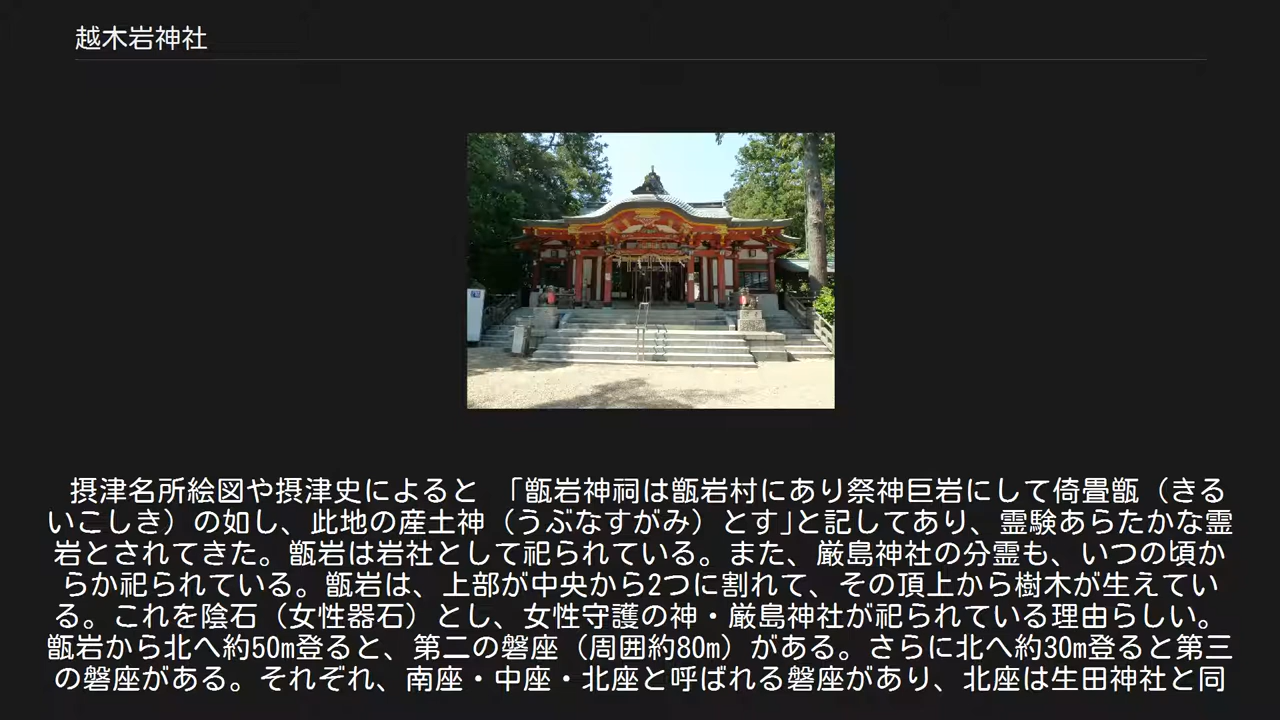 越木岩神社
摂津名所絵図や摂津史によると 「甑岩神祠は甑岩村にあり祭神巨岩にして倚畳甑(きる
いこしき)の如し、此地の産土神(うぶなすがみ)とす」と記してあり、霊験あらたかな霊
岩とされてきた。甑岩は岩社として祀られている。また、厳島神社の分霊も、いつの頃か
らか祀られている。甑岩は、上部が中央から2つに割れて、その頂上から樹木が生えてい
る。これを陰石(女性器石)とし、女性守護の神・厳島神社が祀られている理由らしい。
甑岩から北へ約50m登ると、第二の磐座(周囲約80m)がある。さらに北へ約30m登ると第三
の磐座がある。それぞれ、南座・中座・北座と呼ばれる磐座があり、北座は生田神社と同